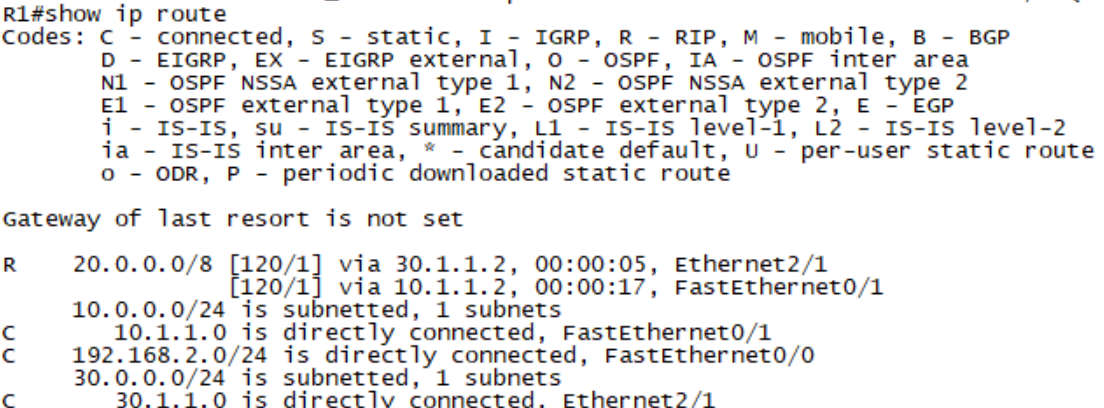 R1#show ip route
Codes: C - connected, S - static, I - IGRP, R - RIP, M - mobile, B - BGP
       D - EIGRP, EX - EIGRP external, O - OSPF, IA - OSPF inter area
       N1 - OSPF NSSA external type 1, N2 - OSPF NSSA external type 2
       E1 - OSPF external type 1, E2 - OSPF external type 2, E - EGP
       i - IS-IS, su - IS-IS summary, L1 - IS-IS level-1, L2 - IS-IS level-2
       ia - IS-IS inter area, * - candidate default, U - per-user static route
       o - ODR, P - periodic downloaded static route
Gateway of last resort is not set
R    20.0.0.0/8 [120/1] via 30.1.1.2, 00:00:05, Ethernet2/1
                [120/1] via 10.1.1.2, 00:00:17, FastEthernet0/1
     10.0.0.0/24 is subnetted, 1 subnets
C       10.1.1.0 is directly connected, FastEthernet0/1
C    192.168.2.0/24 is directly connected, FastEthernet0/0
     30.0.0.0/24 is subnetted, 1 subnets
C       30.1.1.0 is directly connected, Ethernet2/1